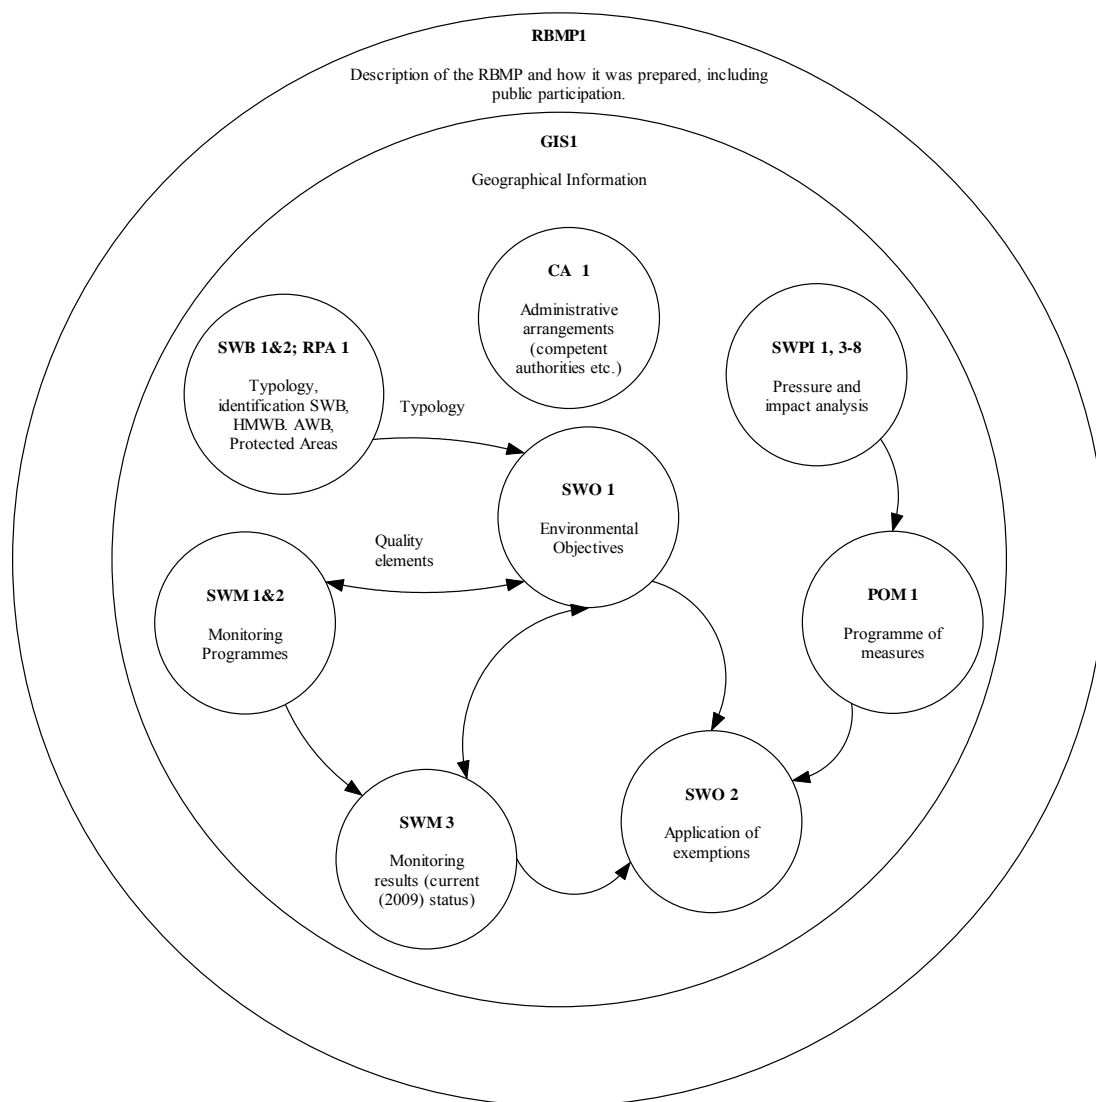 RBMP1
Description of the RBMP and how it was prepared, including
public participation.
GIS1
Geographical Information
CA  1
Administrative
arrangements
(competent
authorities etc.)
SWB 1&2; RPA 1
Typology,
identification SWB,
HMWB. AWB,
Protected Areas
Typology
SWPI 1, 3-8
Pressure and
impact analysis
SWO 1
Environmental
Objectives
Quality
elements
SWM 1&2
Monitoring
Programmes
POM 1
Programme of
measures
SWM 3
Monitoring
results (current
(2009) status)
SWO 2
Application of
exemptions